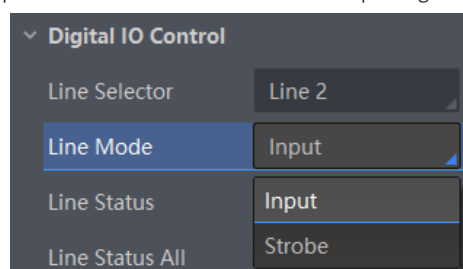 Digital IO Control
Line Selector Line 2
Line Mode Input
Line Status Input
Line Status All Strobe